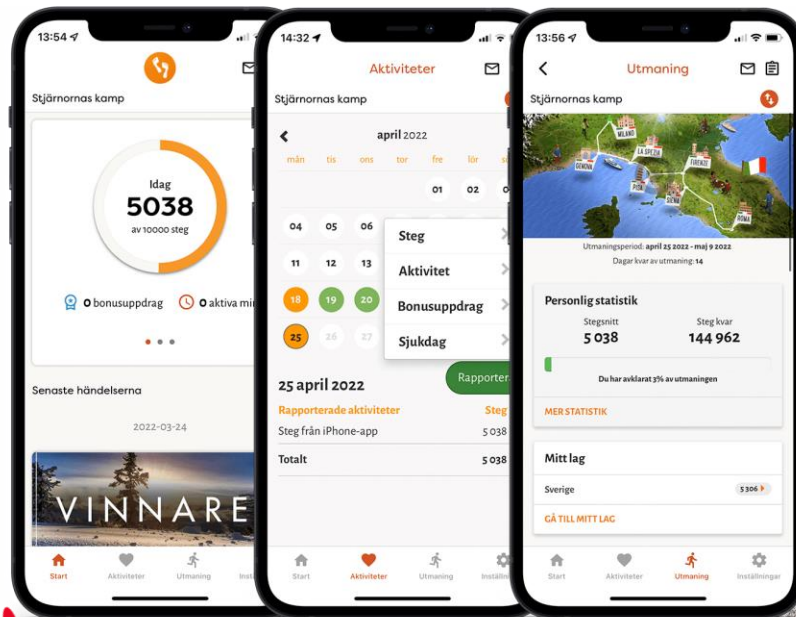 13:54
Stjärnornas kamp
Idag
5038
av 10000 steg
0 bonusuppdrag
0 aktiva min
Senaste händelserna
2022-03-24
VINNARE
Start
Aktiviteter
Utmaning
14:32
Aktiviteter
Stjärnornas kamp
april 2022
mån tis ons tor fre lör
01 02
04 05 06
11 12 13
18 19 20
25 26 27
Steg
Aktivitet
Bonusuppdrag
Sjukdag
25 april 2022
Rapportera
Rapporterade aktiviteter Steg
Steg från iPhone-app 5 038
Totalt 5 038
Start
Aktiviteter
Utmaning
13:56
Utmaning
Stjärnornas kamp
MILANO
GENOVA
LA SPEZIA
FIRENZE
PISA
SIENA
ROMA
Utmaningsperiod: april 25 2022 - maj 9 2022
Dagar kvar av utmaning: 14
Personlig statistik
Stegsnitt Steg kvar
5 038 144 962
Du har avklarat 3% av utmaningen
MER STATISTIK
Mitt lag
Sverige 5 306
GÅ TILL MITT LAG
Start
Aktiviteter
Utmaning
Inställningar